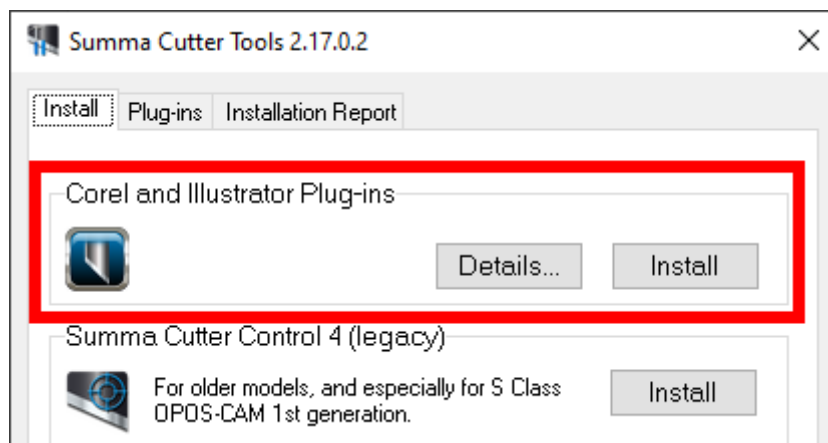 Summa Cutter Tools 2.17.0.2
Install Plug-ins Installation Report
Corel and Illustrator Plug-ins
Details... Install
Summa Cutter Control 4 (legacy)
For older models, and especially for S Class
OPOS-CAM 1st generation.
Install